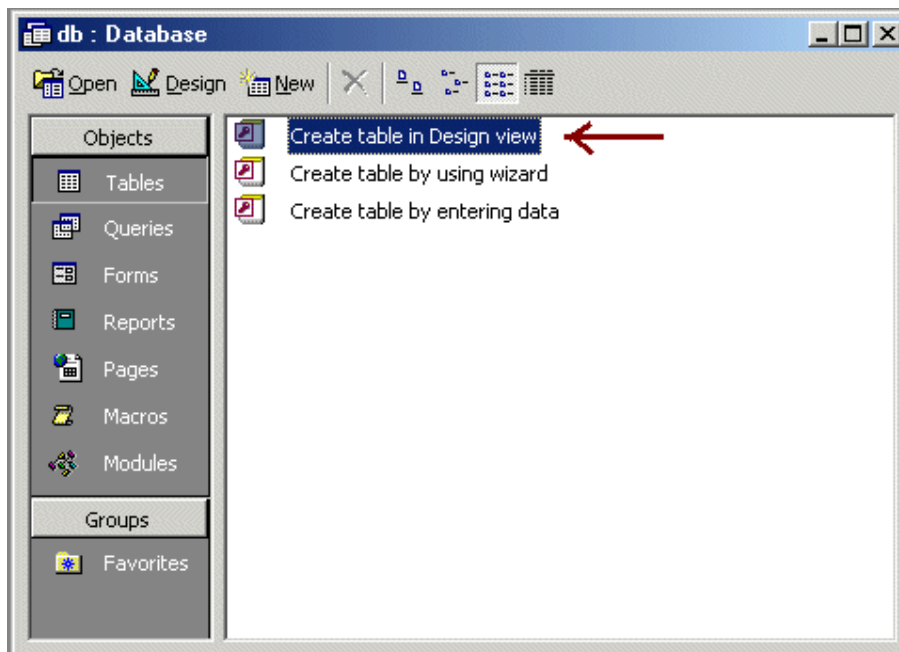 db : Database
Open Design New
Objects
Tables
Queries
Forms
Reports
Pages
Macros
Modules
Groups
Favorites
Create table in Design view
Create table by using wizard
Create table by entering data